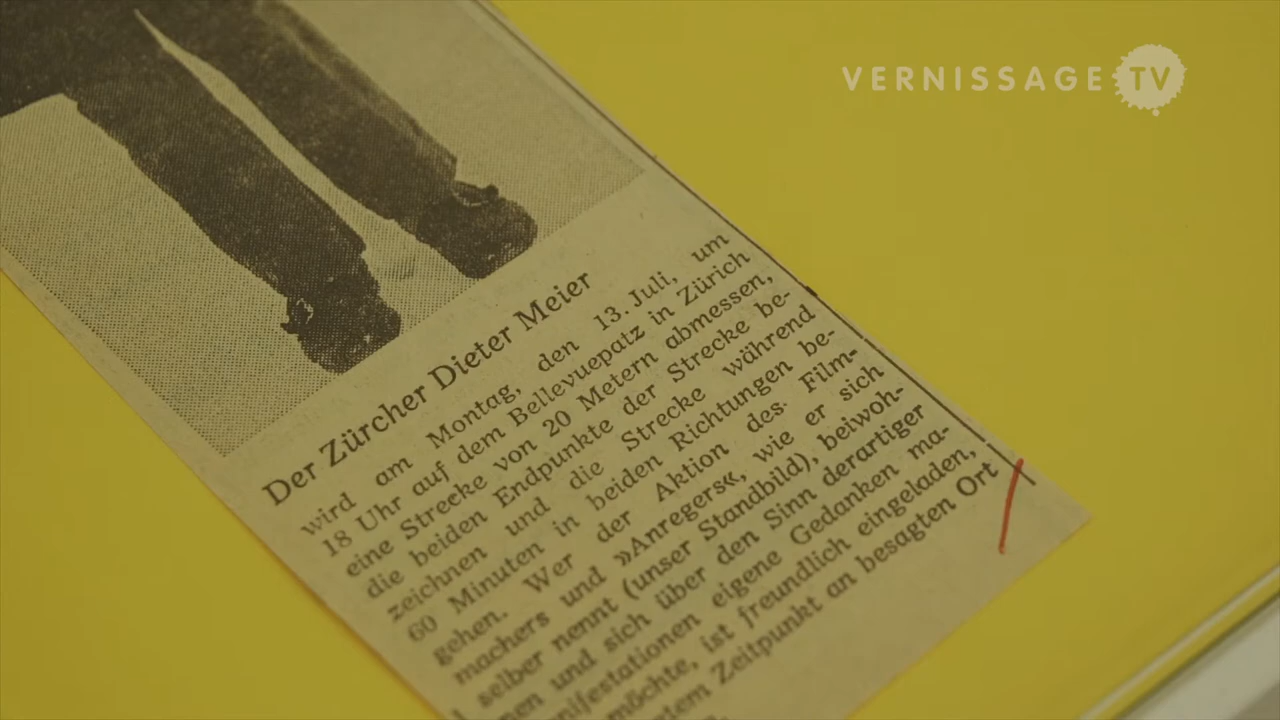 VERNISSAGE TV
Der Zürcher Dieter Meier
wird am Montag, den 13. Juli, um
18 Uhr auf dem Bellevuepatz in Zürich
eine Strecke von 20 Metern abmessen,
die beiden Endpunkte der Strecke be-
zeichnen und die Strecke während
60 Minuten in beiden Richtungen be-
gehen. Wer der Aktion des Film-
machers und »Anregers«, wie er sich
selber nennt (unser Standbild), beiwoh-
nen und sich über den Sinn derartiger
nifestationen eigene Gedanken ma-
möchte, ist freundlich eingeladen,
Zeitpunkt an besagten Ort